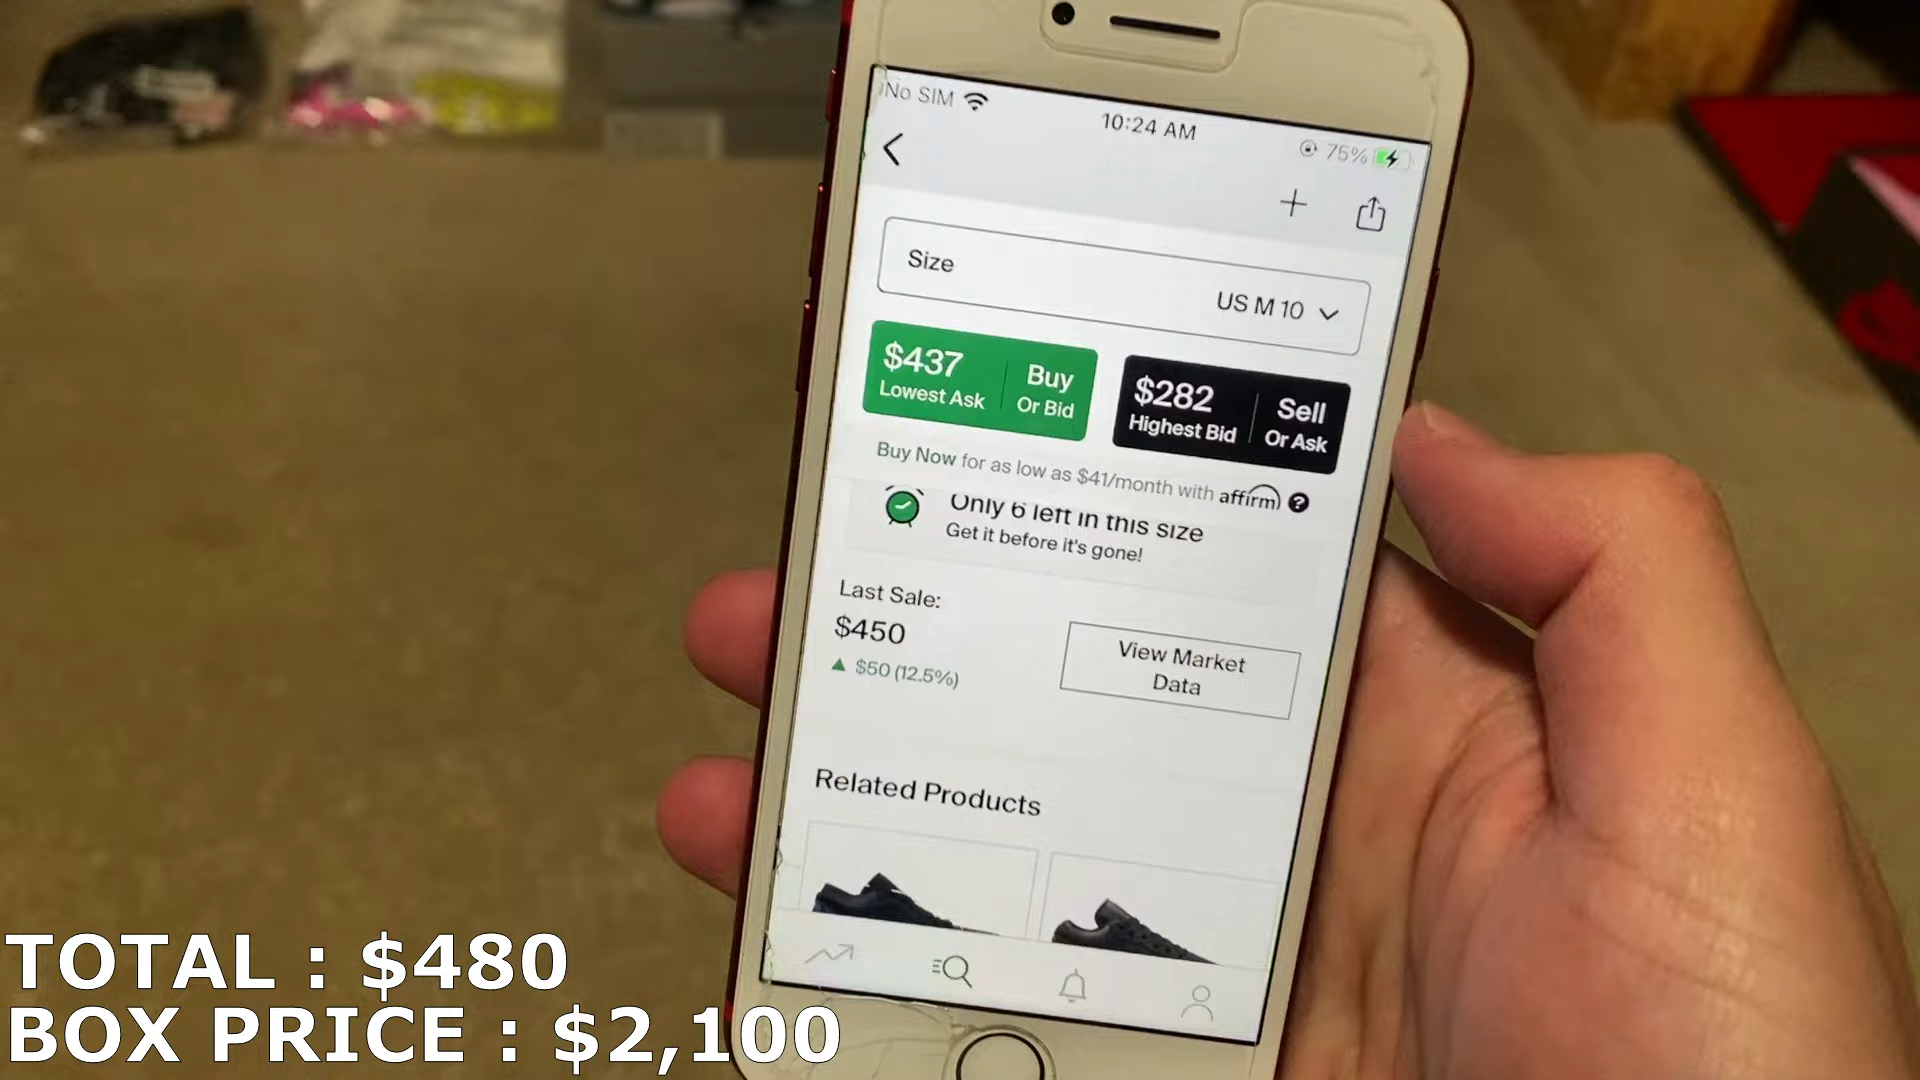 No SIM
10:24 AM
75%
Size
US M 10
$437
Lowest Ask
Buy
Or Bid
$282
Highest Bid
Sell
Or Ask
Buy Now for as low as $41/month with affirm ?
Only 6 left in this size
Get it before it's gone!
Last Sale:
$450
▲ $50 (12.5%)
View Market
Data
Related Products
TOTAL : $480
BOX PRICE : $2,100